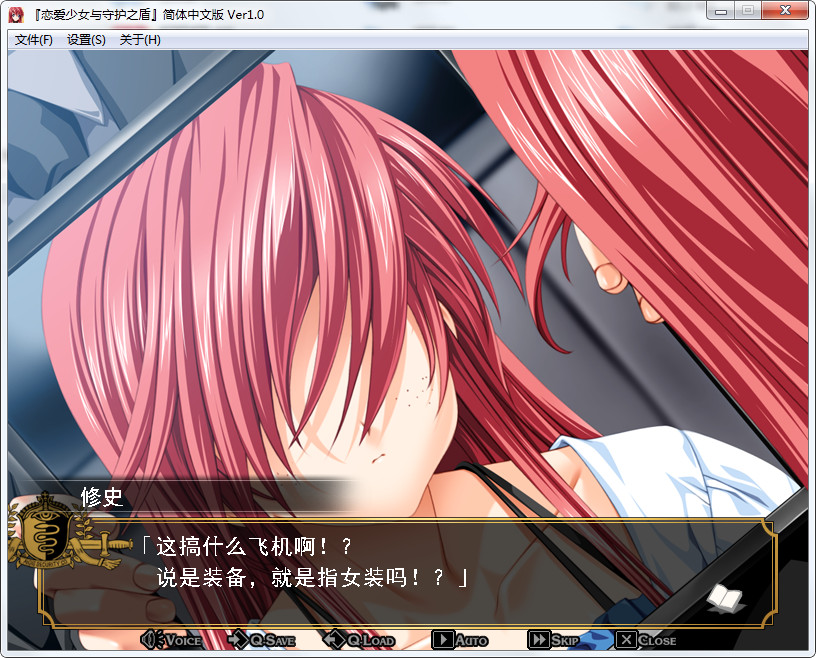 『恋爱少女与守护之盾』简体中文版 Ver1.0
文件(F) 设置(S) 关于(H)
修史
「这搞什么飞机啊！？
说是装备，就是指女装吗！？」
VOICE Q-SAVE Q-LOAD AUTO SKIP CLOSE